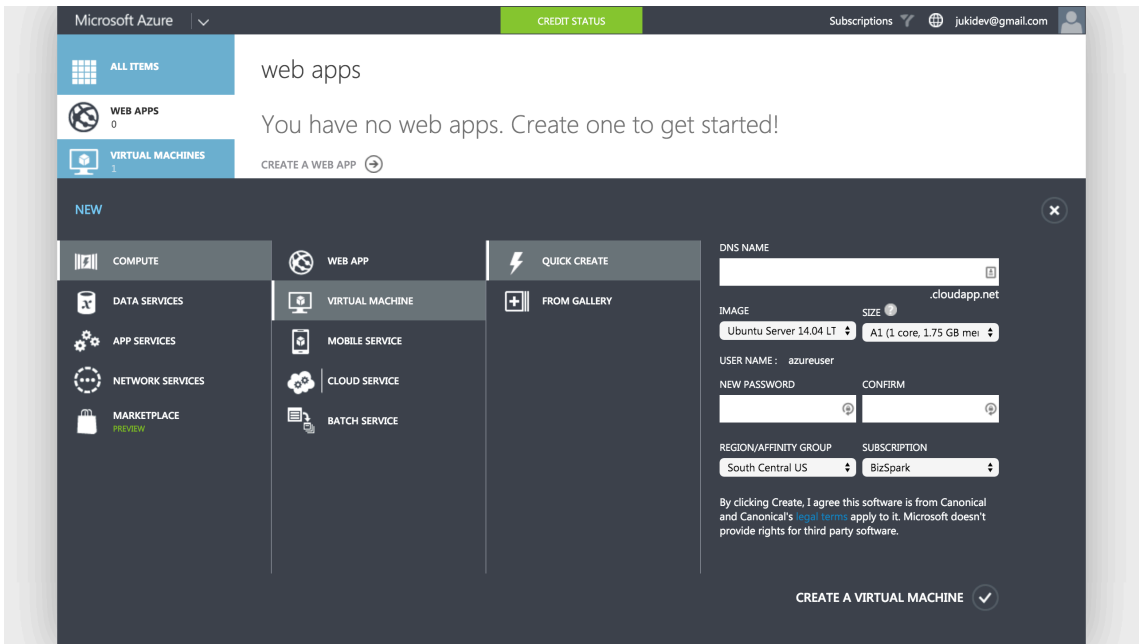 Microsoft Azure
CREDIT STATUS
Subscriptions
jukidev@gmail.com
ALL ITEMS
WEB APPS
0
VIRTUAL MACHINES
1
web apps
You have no web apps. Create one to get started!
CREATE A WEB APP
NEW
COMPUTE
DATA SERVICES
APP SERVICES
NETWORK SERVICES
MARKETPLACE
PREVIEW
WEB APP
VIRTUAL MACHINE
MOBILE SERVICE
CLOUD SERVICE
BATCH SERVICE
QUICK CREATE
FROM GALLERY
DNS NAME
.cloudapp.net
IMAGE
SIZE ?
Ubuntu Server 14.04 LT
A1 (1 core, 1.75 GB mei
USER NAME : azureuser
NEW PASSWORD
CONFIRM
REGION/AFFINITY GROUP
SUBSCRIPTION
South Central US
BizSpark
By clicking Create, I agree this software is from Canonical
and Canonical's legal terms apply to it. Microsoft doesn't
provide rights for third party software.
CREATE A VIRTUAL MACHINE